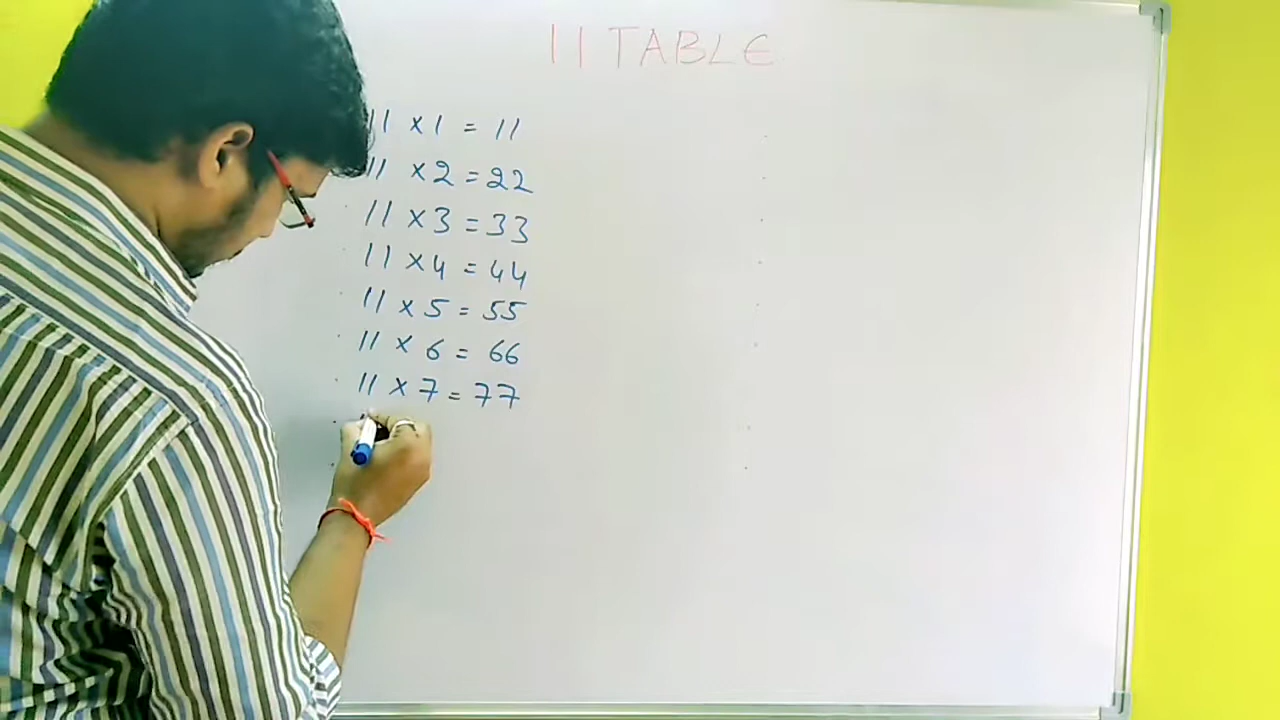 11 TABLE
11 × 1 = 11
11 × 2 = 22
11 × 3 = 33
11 × 4 = 44
11 × 5 = 55
11 × 6 = 66
11 × 7 = 77